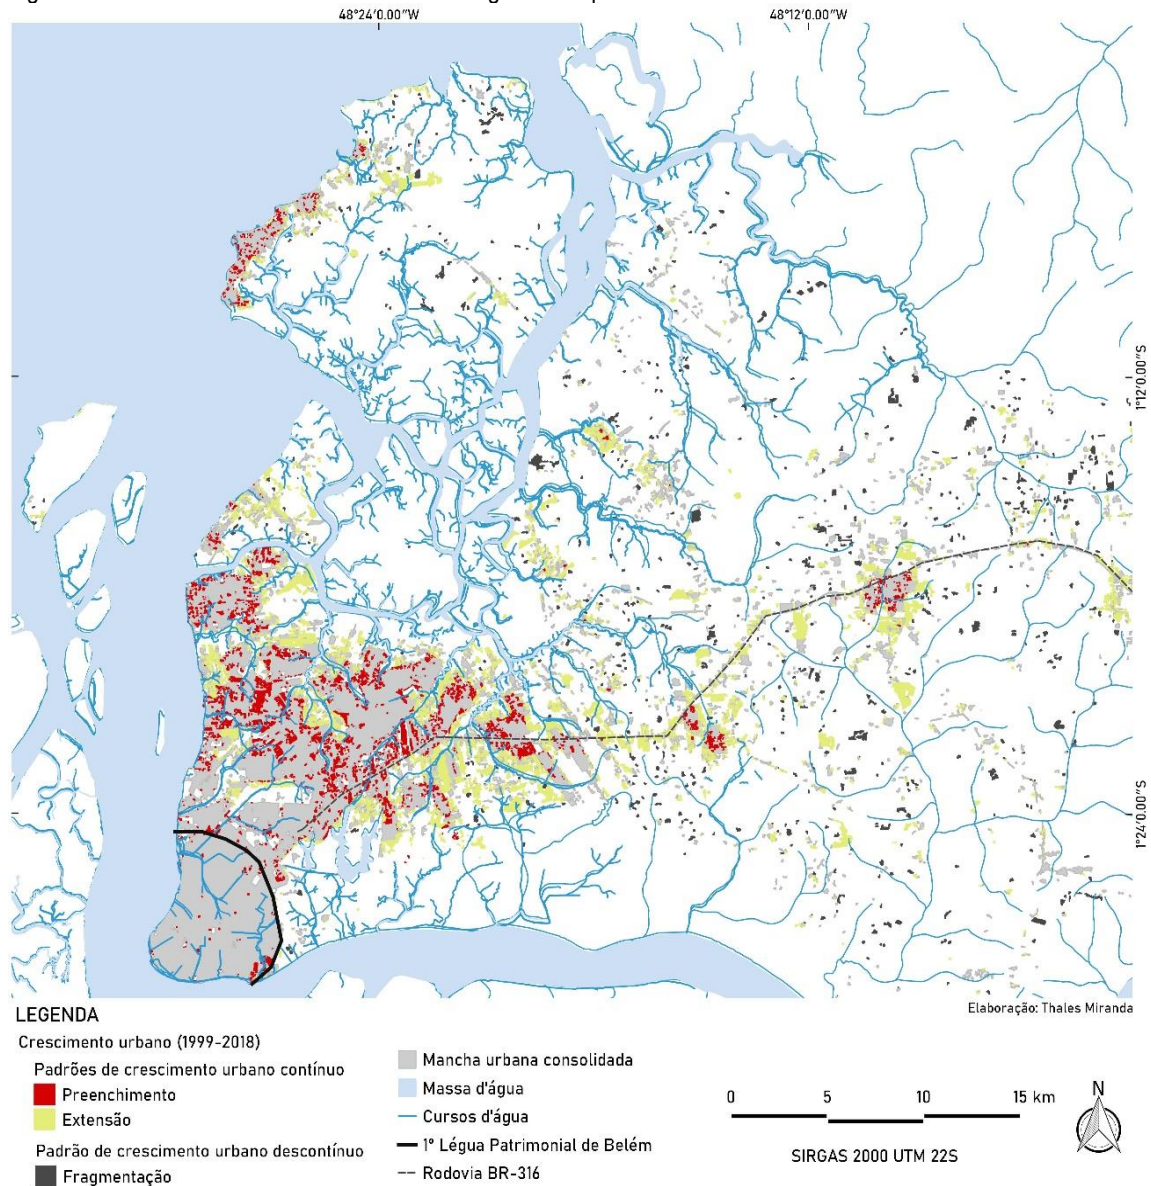 48°24'0.00"W
48°12'0.00"W
1°12'0.00"S
1°24'0.00"S
Elaboração: Thales Miranda
LEGENDA
Crescimento urbano (1999-2018)
Padrões de crescimento urbano contínuo
Preenchimento
Extensão
Padrão de crescimento urbano descontínuo
Fragmentação
Mancha urbana consolidada
Massa d'água
Cursos d'água
1º Légua Patrimonial de Belém
Rodovia BR-316
0 5 10 15 km
SIRGAS 2000 UTM 22S
N